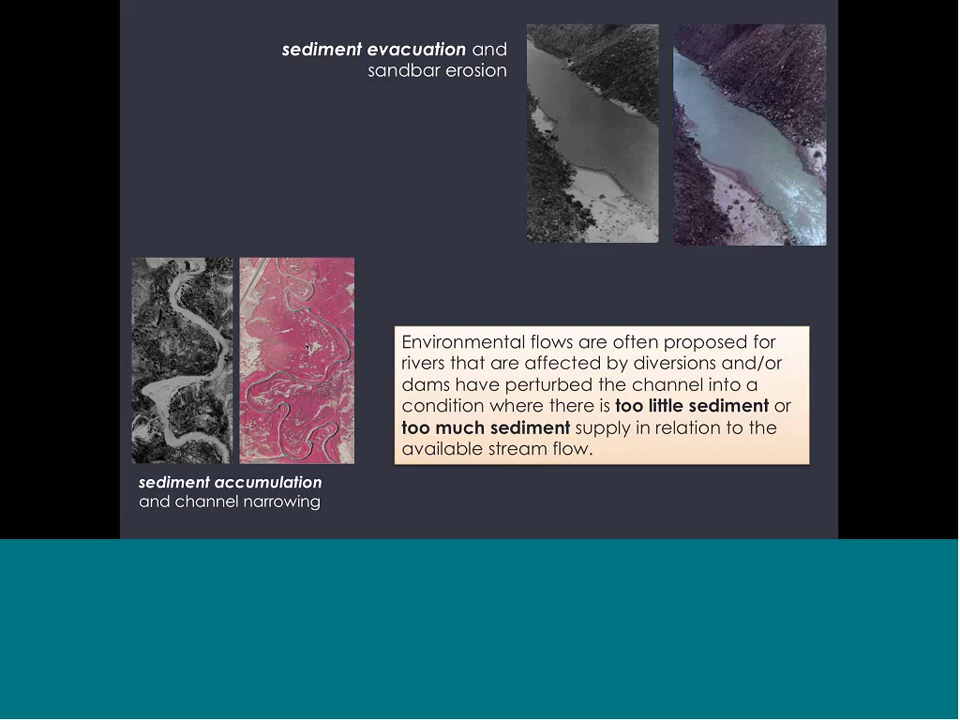 sediment evacuation and
sandbar erosion
Environmental flows are often proposed for
rivers that are affected by diversions and/or
dams have perturbed the channel into a
condition where there is too little sediment or
too much sediment supply in relation to the
available stream flow.
sediment accumulation
and channel narrowing